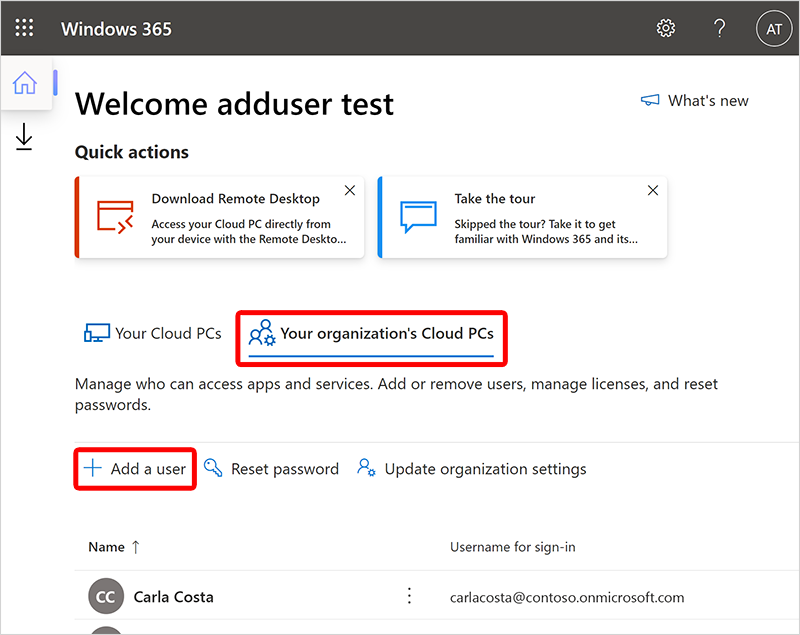 Windows 365
?
AT
Welcome adduser test
What's new
Quick actions
Download Remote Desktop
Access your Cloud PC directly from
your device with the Remote Deskto...
Take the tour
Skipped the tour? Take it to get
familiar with Windows 365 and its...
Your Cloud PCs
Your organization's Cloud PCs
Manage who can access apps and services. Add or remove users, manage licenses, and reset
passwords.
Add a user
Reset password
Update organization settings
Name ↑
Username for sign-in
CC
Carla Costa
carlacosta@contoso.onmicrosoft.com